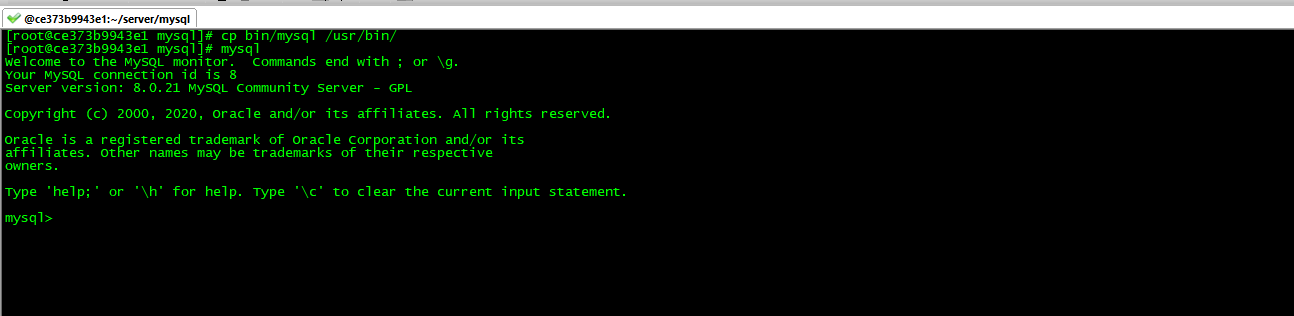 @ce373b9943e1:~/server/mysql
[root@ce373b9943e1 mysql]# cp bin/mysql /usr/bin/
[root@ce373b9943e1 mysql]# mysql
Welcome to the MySQL monitor.  Commands end with ; or \g.
Your MySQL connection id is 8
Server version: 8.0.21 MySQL Community Server - GPL
Copyright (c) 2000, 2020, Oracle and/or its affiliates. All rights reserved.
Oracle is a registered trademark of Oracle Corporation and/or its
affiliates. Other names may be trademarks of their respective
owners.
Type 'help;' or '\h' for help. Type '\c' to clear the current input statement.
mysql>